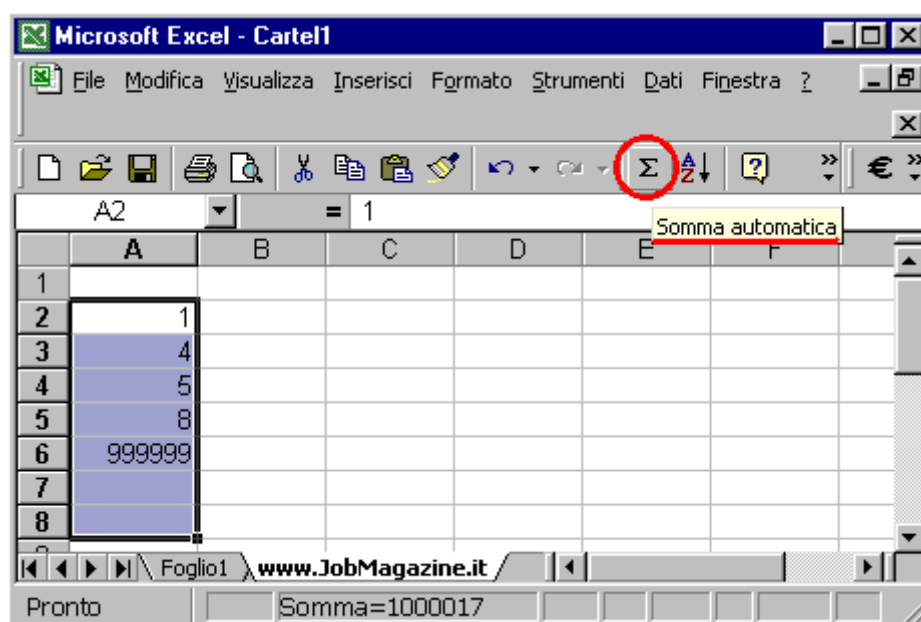 Microsoft Excel - Cartel1
File Modifica Visualizza Inserisci Formato Strumenti Dati Finestra ?
Σ A Z ? » € »
A2 = 1
Somma automatica
A B C D E F
1
2 1
3 4
4 5
5 8
6 999999
7
8
Foglio1 www.JobMagazine.it
Pronto Somma=1000017